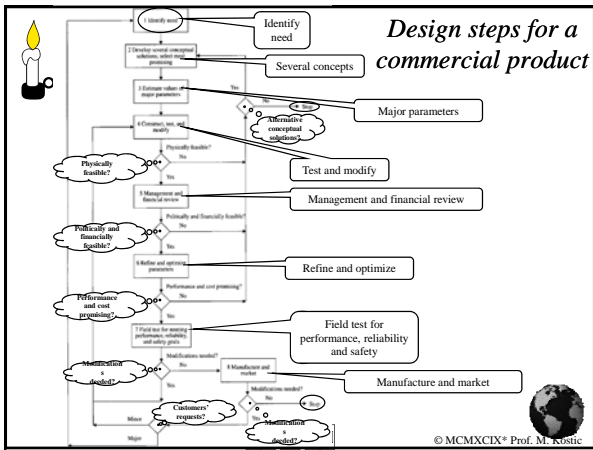 Design steps for a
commercial product
1 Identify need
Identify
need
2 Develop several conceptual
solutions, select most
promising
Several concepts
3 Estimate values of
major parameters
Major parameters
Yes
No
Stop
Alternative
conceptual
solutions?
4 Construct, test, and
modify
Test and modify
Physically feasible?
Physically
feasible?
No
Yes
5 Management and
financial review
Management and financial review
Politically and financially feasible?
Politically and
financially
feasible?
No
Yes
6 Refine and optimize
parameters
Refine and optimize
Performance and cost promising?
Performance
and cost
promising?
No
Yes
7 Field test for meeting
performance, reliability,
and safety goals
Field test for
performance, reliability
and safety
Modifications needed?
Modification
s
deeded?
No
Yes
8 Manufacture and
market
Manufacture and market
Modifications needed?
No
Stop
Yes
Customers'
requests?
Modification
s
deeded?
Minor
Major
© MCMXCIX* Prof. M. Kostic